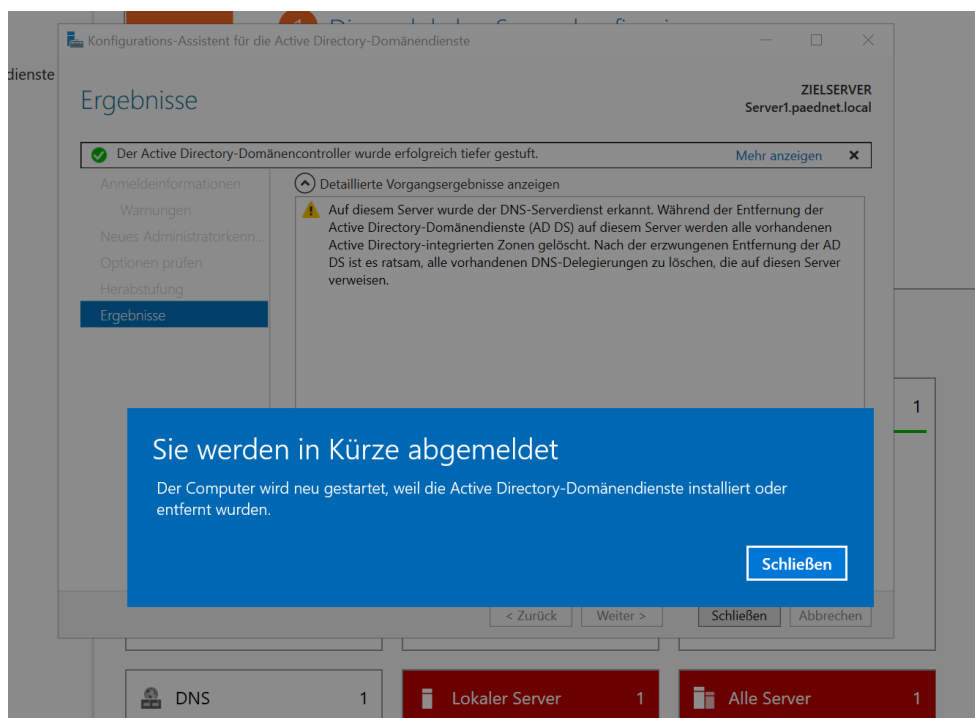 Konfigurations-Assistent für die Active Directory-Domänendienste
dienste
Ergebnisse
ZIELSERVER
Server1.paednet.local
Der Active Directory-Domänencontroller wurde erfolgreich tiefer gestuft.
Mehr anzeigen
Anmeldeinformationen
Warnungen
Neues Administratorkenn...
Optionen prüfen
Herabstufung
Ergebnisse
Detaillierte Vorgangsergebnisse anzeigen
Auf diesem Server wurde der DNS-Serverdienst erkannt. Während der Entfernung der
Active Directory-Domänendienste (AD DS) auf diesem Server werden alle vorhandenen
Active Directory-integrierten Zonen gelöscht. Nach der erzwungenen Entfernung der AD
DS ist es ratsam, alle vorhandenen DNS-Delegierungen zu löschen, die auf diesen Server
verweisen.
1
Sie werden in Kürze abgemeldet
Der Computer wird neu gestartet, weil die Active Directory-Domänendienste installiert oder
entfernt wurden.
Schließen
< Zurück
Weiter >
Schließen
Abbrechen
DNS 1
Lokaler Server 1
Alle Server 1